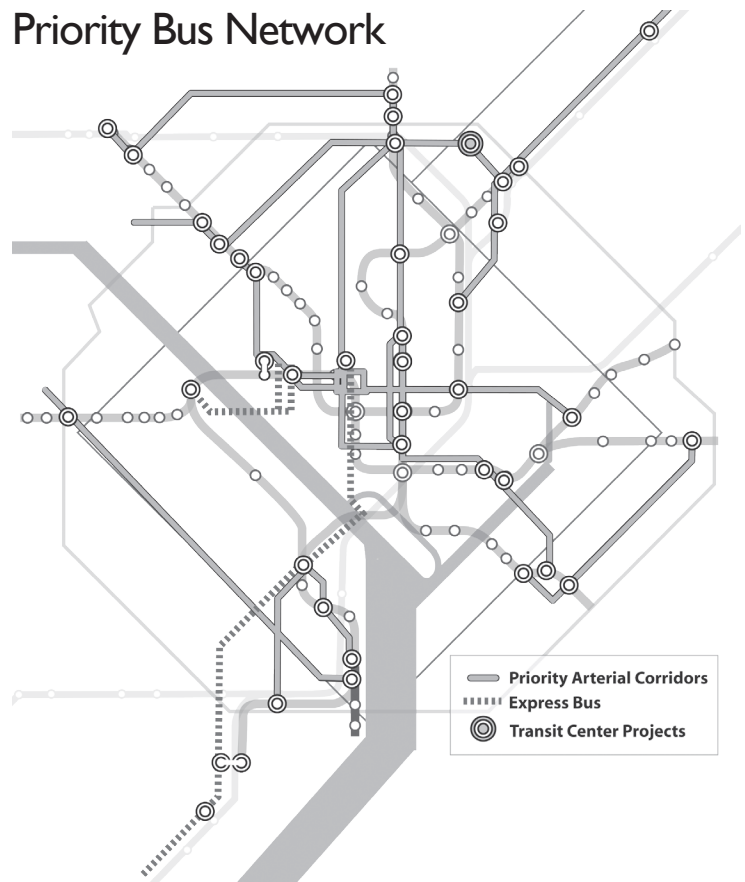 Priority Bus Network
Priority Arterial Corridors
Express Bus
Transit Center Projects